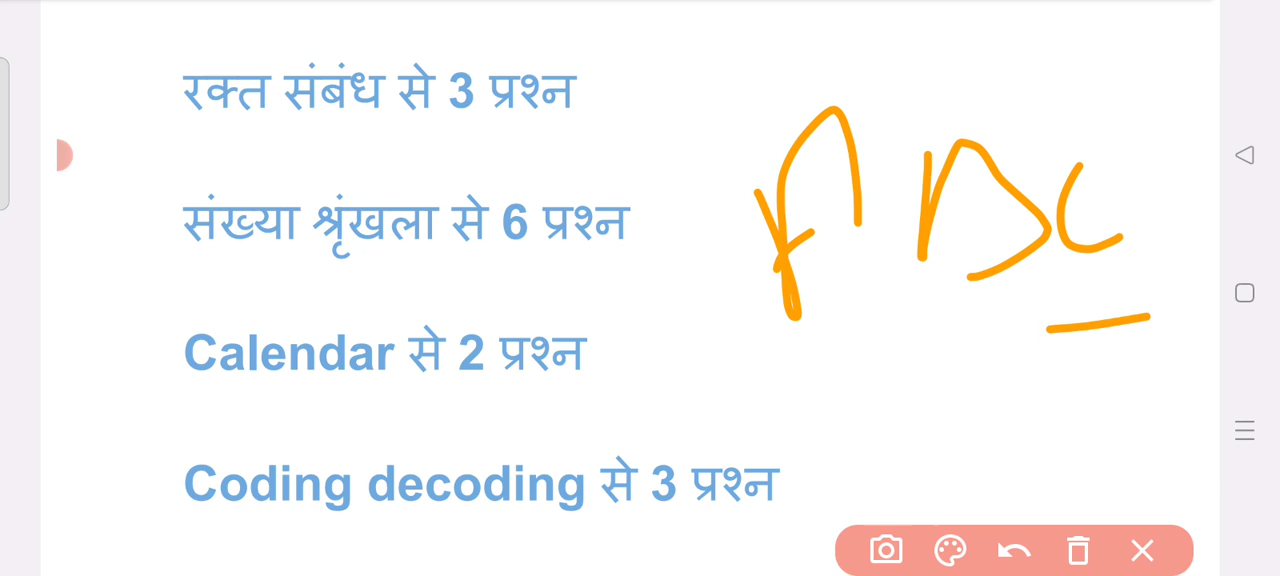 रक्त संबंध से 3 प्रश्न
संख्या श्रृंखला से 6 प्रश्न
Calendar से 2 प्रश्न
Coding decoding से 3 प्रश्न